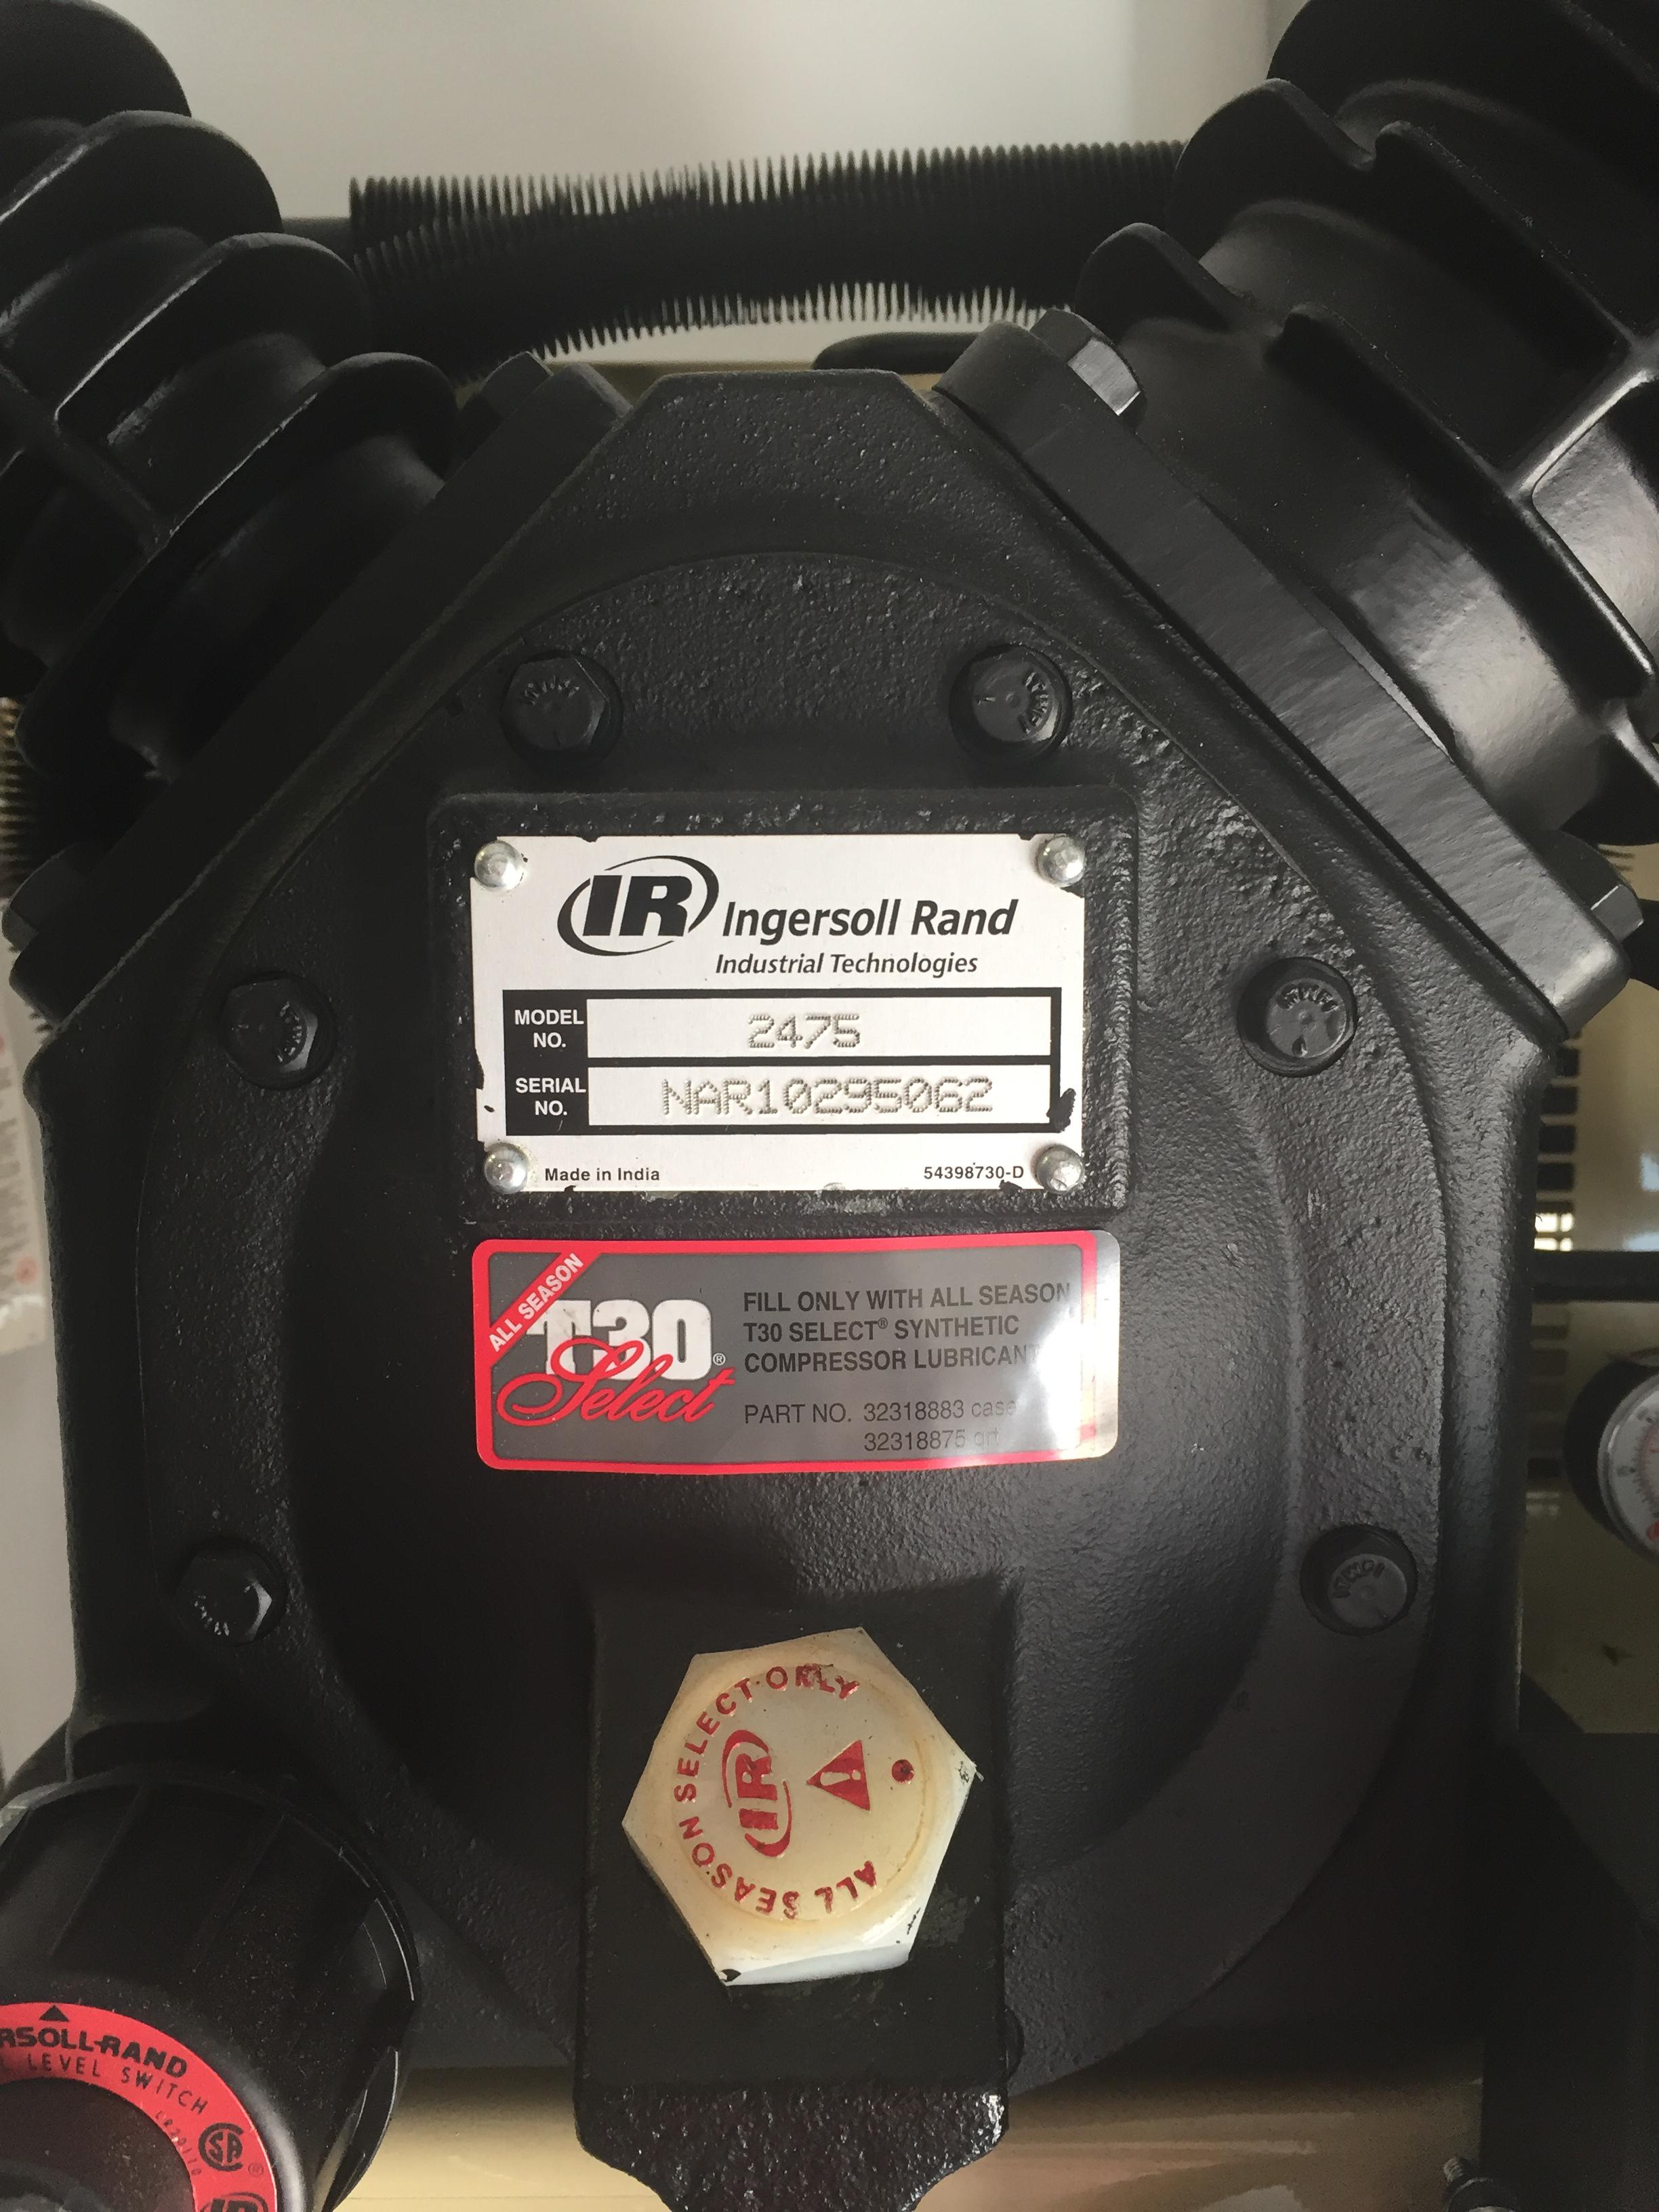 IR Ingersoll Rand
Industrial Technologies
MODEL NO. 2475
SERIAL NO. NAR10295062
Made in India 54398730-D
ALL SEASON
T30
Select®
FILL ONLY WITH ALL SEASON
T30 SELECT® SYNTHETIC
COMPRESSOR LUBRICANT
PART NO. 32318883 case
32318875 qrt
ALL SEASON SELECT·ONLY
IR
RSOLL-RAND
LEVEL SWITCH
IR